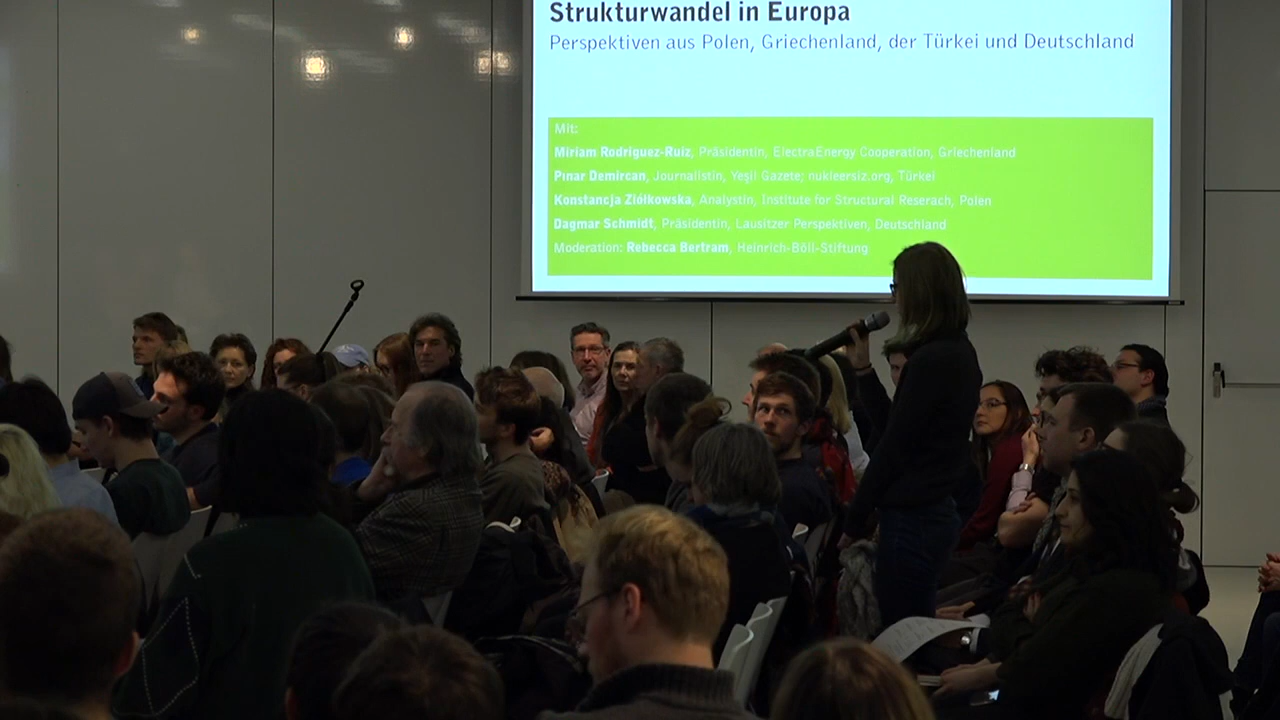 Strukturwandel in Europa
Perspektiven aus Polen, Griechenland, der Türkei und Deutschland
Mit:
Miriam Rodriguez-Ruiz, Präsidentin, ElectraEnergy Cooperation, Griechenland
Pınar Demircan, Journalistin, Yeşil Gazete; nukleersiz.org, Türkei
Konstancja Ziółkowska, Analystin, Institute for Structural Reserach, Polen
Dagmar Schmidt, Präsidentin, Lausitzer Perspektiven, Deutschland
Moderation: Rebecca Bertram, Heinrich-Böll-Stiftung